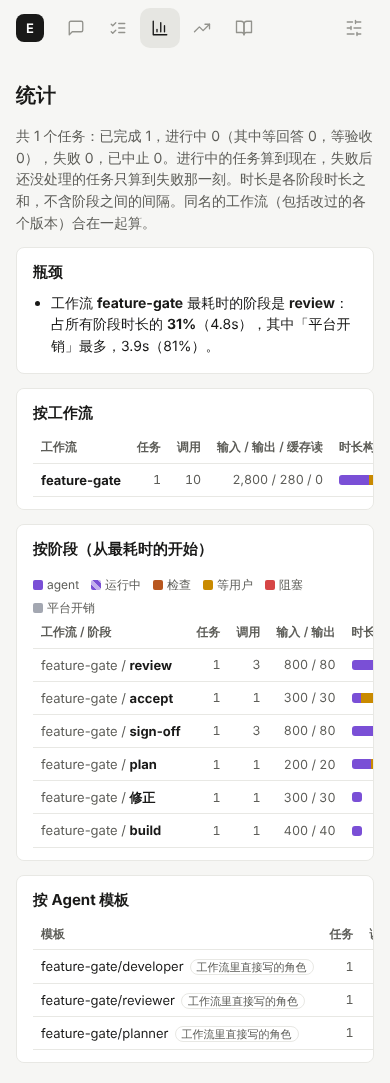 E
统计
共 1 个任务：已完成 1，进行中 0（其中等回答 0，等验收
0），失败 0，已中止 0。进行中的任务算到现在，失败后
还没处理的任务只算到失败那一刻。时长是各阶段时长之
和，不含阶段之间的间隔。同名的工作流（包括改过的各
个版本）合在一起算。
瓶颈
• 工作流 feature-gate 最耗时的阶段是 review：
占所有阶段时长的 31%（4.8s），其中「平台开
销」最多，3.9s（81%）。
按工作流
工作流 任务 调用 输入 / 输出 / 缓存读 时长构
feature-gate 1 10 2,800 / 280 / 0
按阶段（从最耗时的开始）
agent 运行中 检查 等用户 阻塞
平台开销
工作流 / 阶段 任务 调用 输入 / 输出 时长
feature-gate / review 1 3 800 / 80
feature-gate / accept 1 1 300 / 30
feature-gate / sign-off 1 3 800 / 80
feature-gate / plan 1 1 200 / 20
feature-gate / 修正 1 1 300 / 30
feature-gate / build 1 1 400 / 40
按 Agent 模板
模板 任务
feature-gate/developer 工作流里直接写的角色 1
feature-gate/reviewer 工作流里直接写的角色 1
feature-gate/planner 工作流里直接写的角色 1